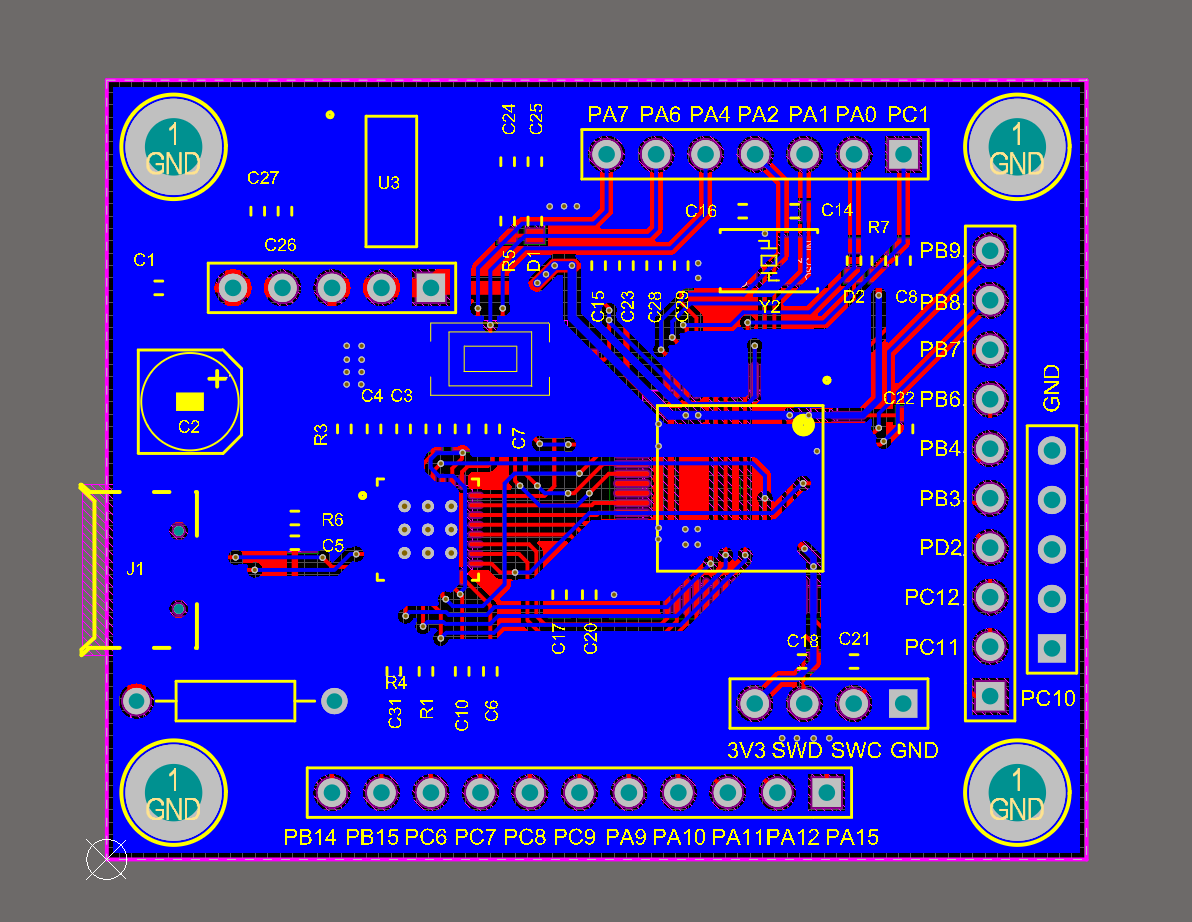 PA7 PA6 PA4 PA2 PA1 PA0 PC1
C24 C25
1
GND
1
GND
C27
U3
C16
C14
R7
C26
C1
R5
D1
PB9
C15 C23 C28 C29
Y2
D2
C8
PB8
PB7
C4 C3
C22
PB6
GND
C2
R3
C7
PB4
PB3
R6
C5
PD2
J1
PC12
C17 C20
C18
C21
PC11
R4
C31
R1
C10
C6
PC10
3V3 SWD SWC GND
1
GND
1
GND
PB14 PB15 PC6 PC7 PC8 PC9 PA9 PA10 PA11 PA12 PA15